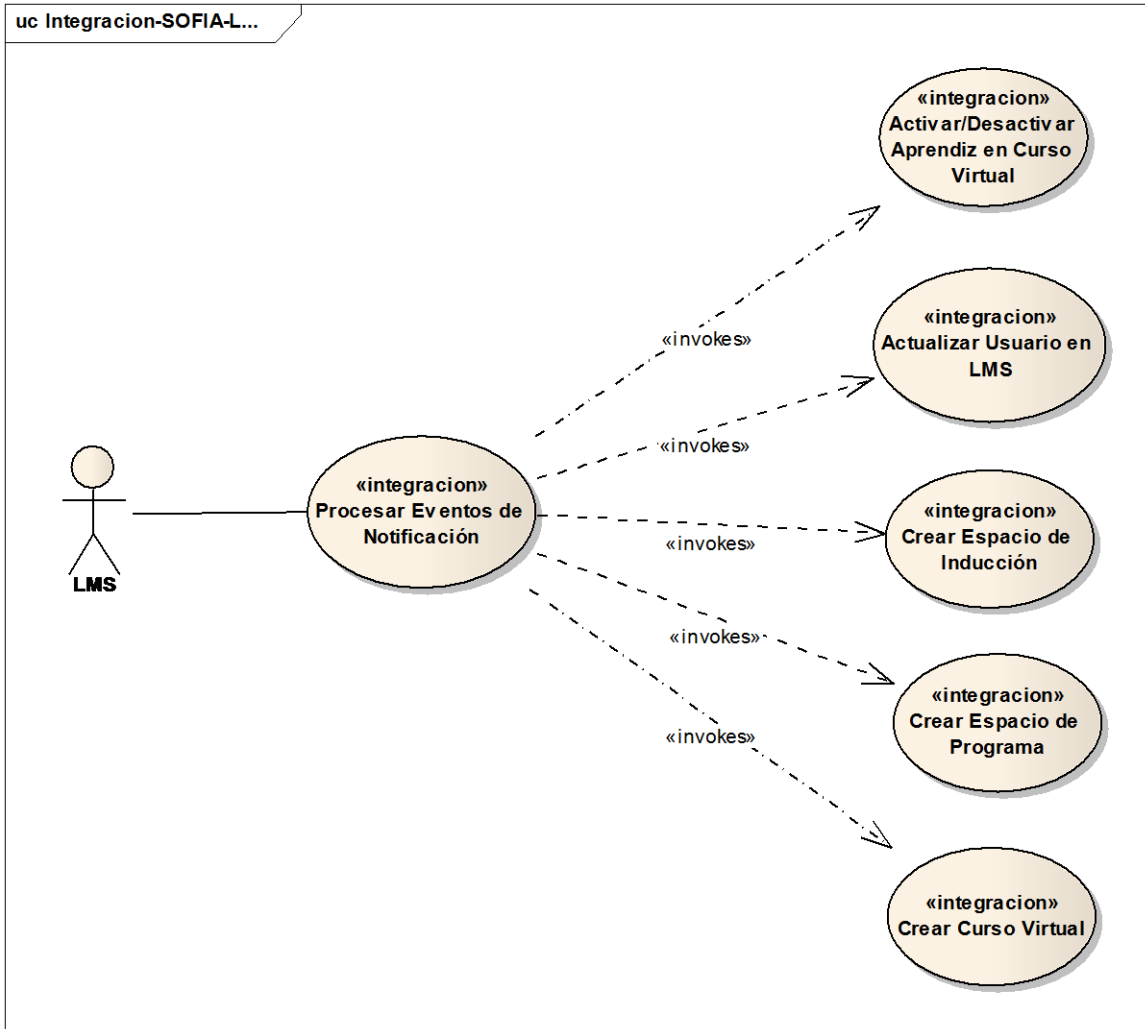 uc Integracion-SOFIA-L...
«integracion»
Activar/Desactivar
Aprendiz en Curso
Virtual
«invokes»
«integracion»
Actualizar Usuario en
LMS
«invokes»
«integracion»
Procesar Eventos de
Notificación
LMS
«integracion»
Crear Espacio de
Inducción
«invokes»
«invokes»
«integracion»
Crear Espacio de
Programa
«invokes»
«integracion»
Crear Curso Virtual